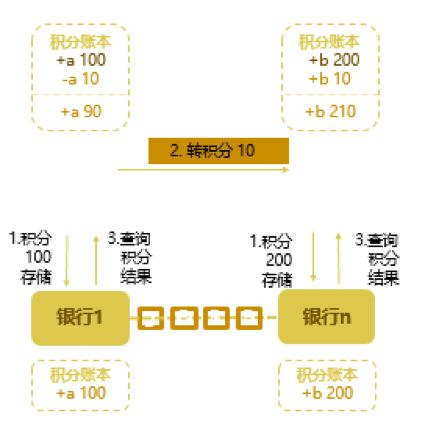 积分账本
+a 100
-a 10
+a 90
积分账本
+b 200
+b 10
+b 210
2. 转积分 10
1.积分
100
存储
3.查询
积分
结果
1.积分
200
存储
3.查询
积分
结果
银行1
银行n
积分账本
+a 100
积分账本
+b 200